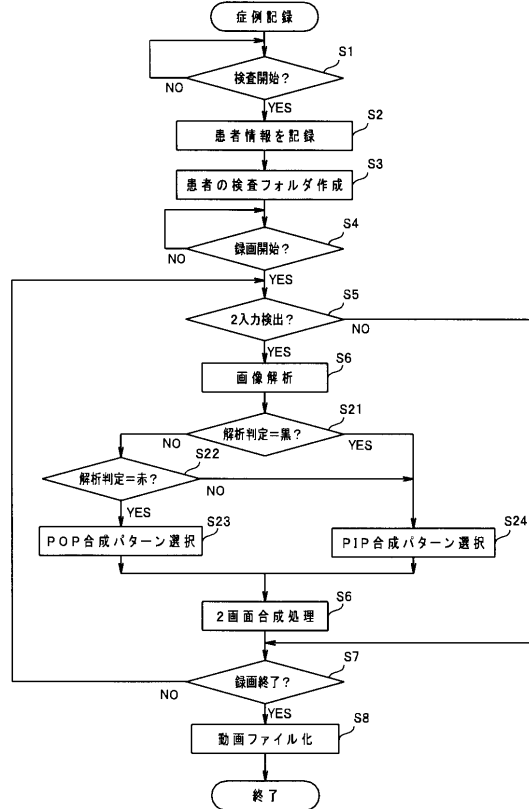 症例記録
S1
検査開始?
NO
YES
S2
患者情報を記録
S3
患者の検査フォルダ作成
S4
録画開始?
NO
YES
S5
2入力検出?
NO
YES
S6
画像解析
S21
解析判定=黒?
NO
YES
S22
解析判定=赤?
NO
YES
S23
POP合成パターン選択
S24
PIP合成パターン選択
S6
2画面合成処理
S7
録画終了?
NO
YES
S8
動画ファイル化
終了